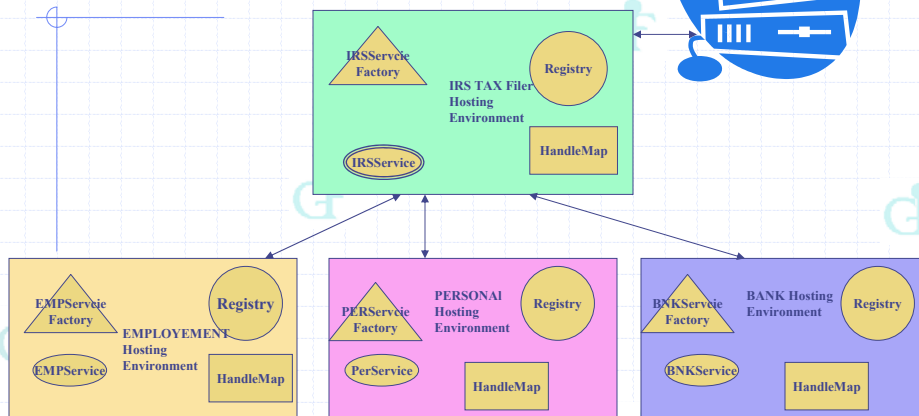 IRSServcie
Factory
Registry
IRS TAX Filer
Hosting
Environment
HandleMap
IRSService
EMPServcie
Factory
Registry
EMPLOYEMENT
Hosting
Environment
EMPService
HandleMap
PERServcie
Factory
PERSONAl
Hosting
Environment
Registry
PerService
HandleMap
BNKServcie
Factory
BANK Hosting
Environment
Registry
BNKService
HandleMap